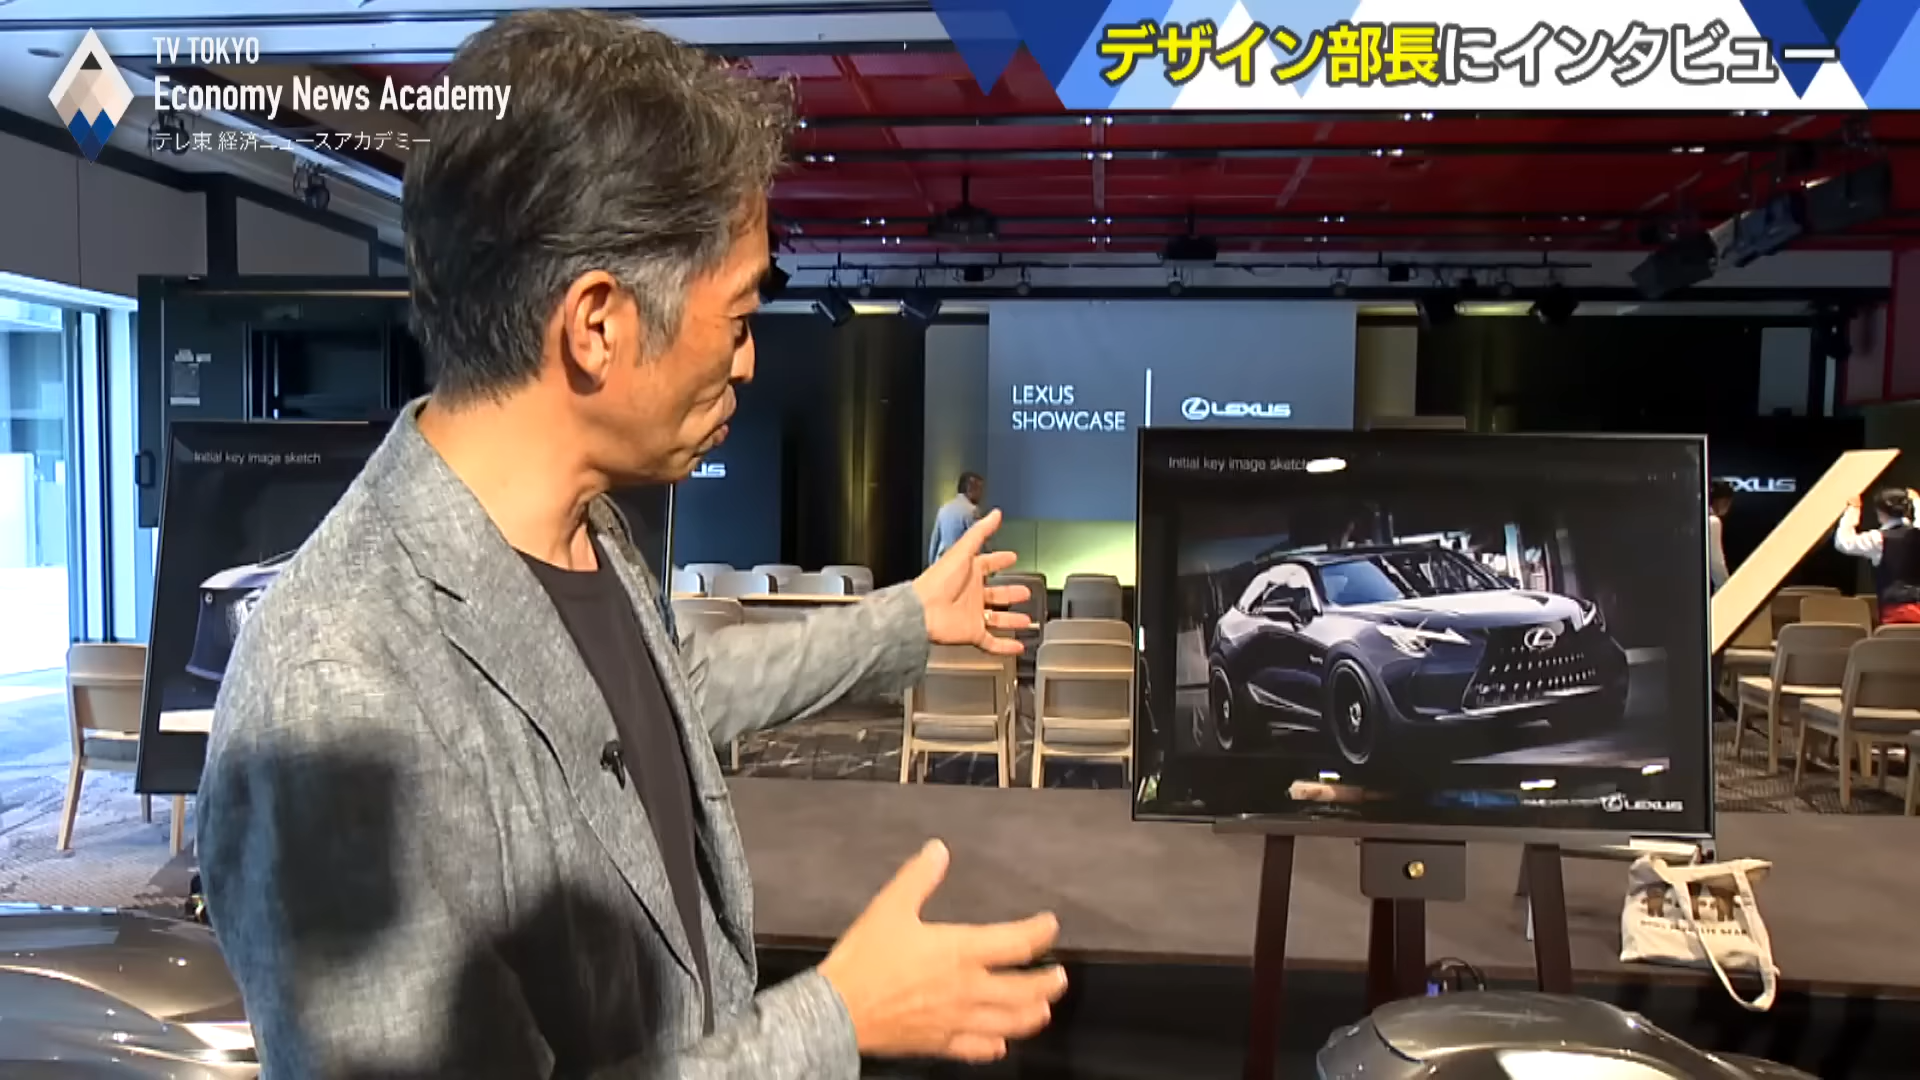 TV TOKYO
Economy News Academy
テレ東 経済ニュースアカデミー
デザイン部長にインタビュー
LEXUS
SHOWCASE
LEXUS
Initial key image sketch
Initial key image sketch
LEXUS